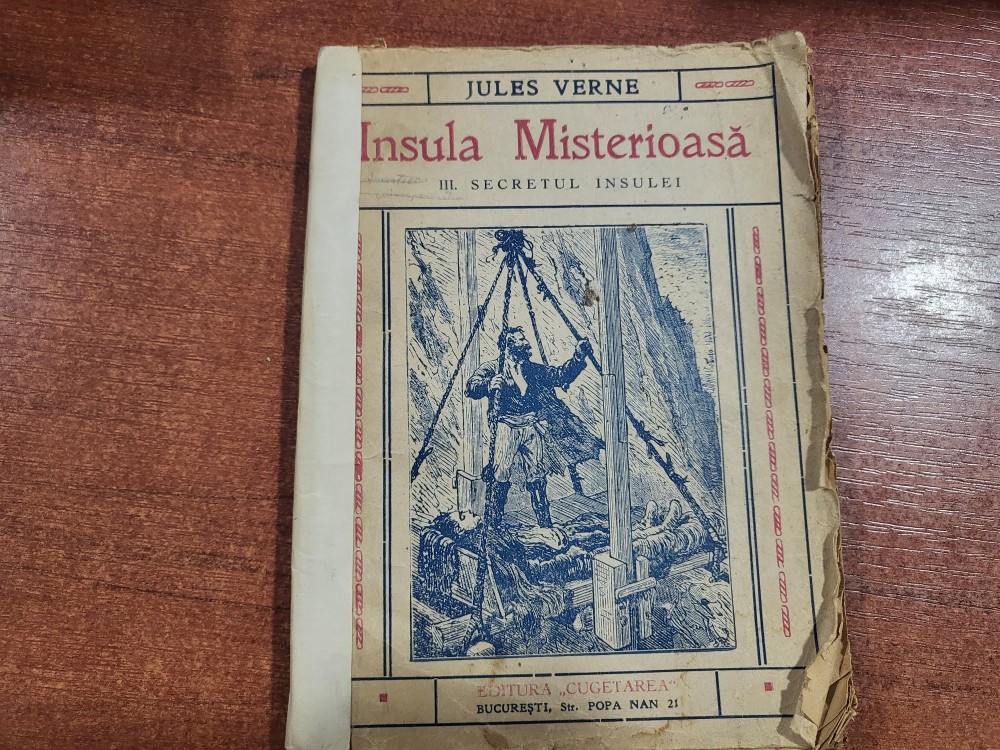 JULES VERNE
Insula Misterioasă
III. SECRETUL INSULEI
EDITURA „CUGETAREA“
BUCUREȘTI, Str. POPA NAN 21